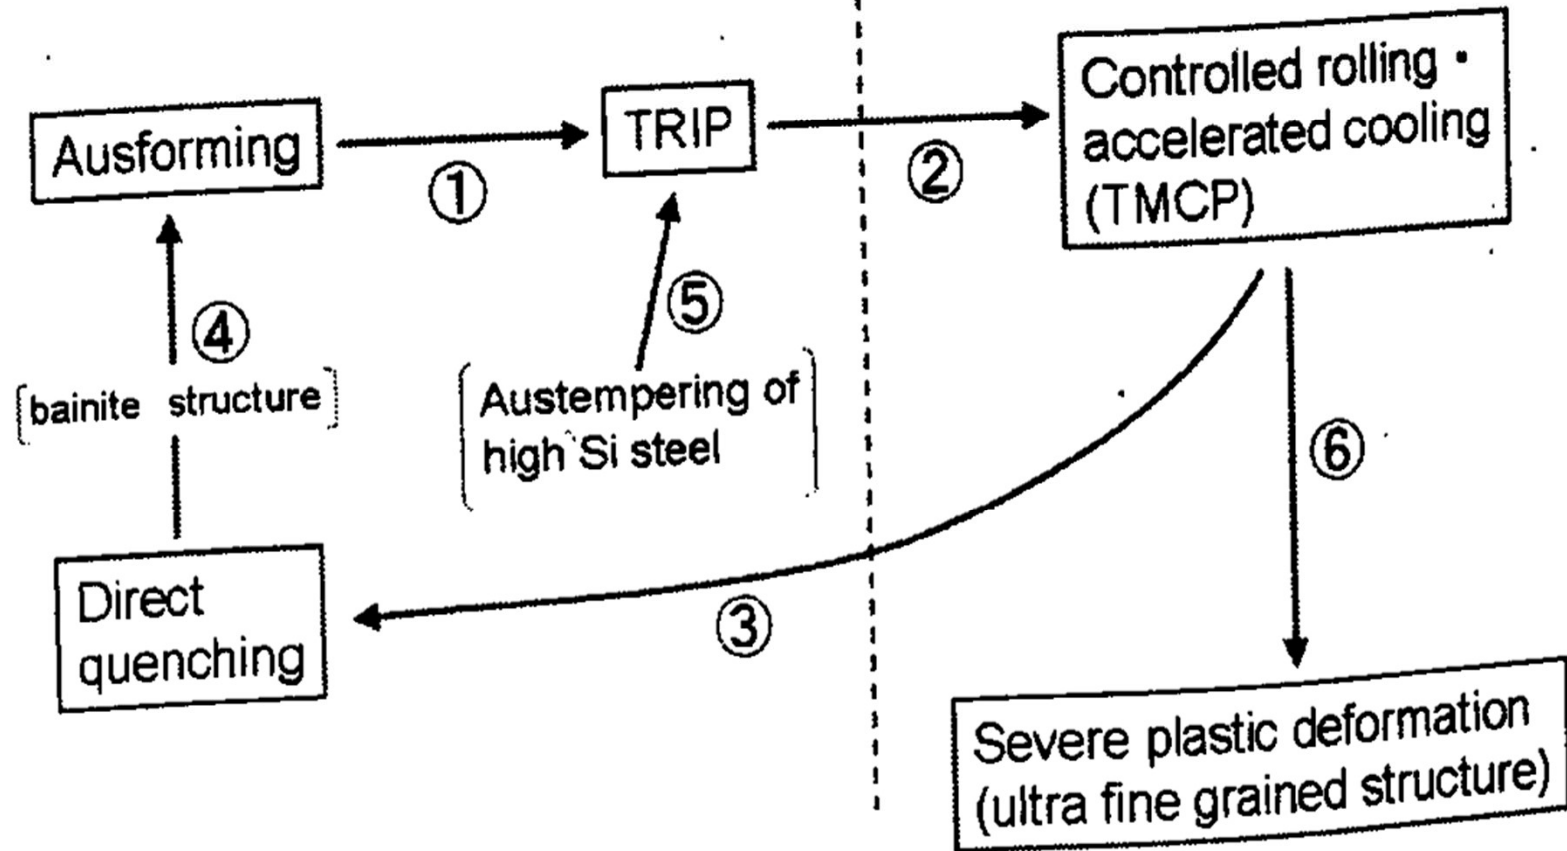 Ausforming
①
TRIP
②
Controlled rolling・
accelerated cooling
(TMCP)
④
[bainite structure]
⑤
[Austempering of
high Si steel]
⑥
Direct
quenching
③
Severe plastic deformation
(ultra fine grained structure)